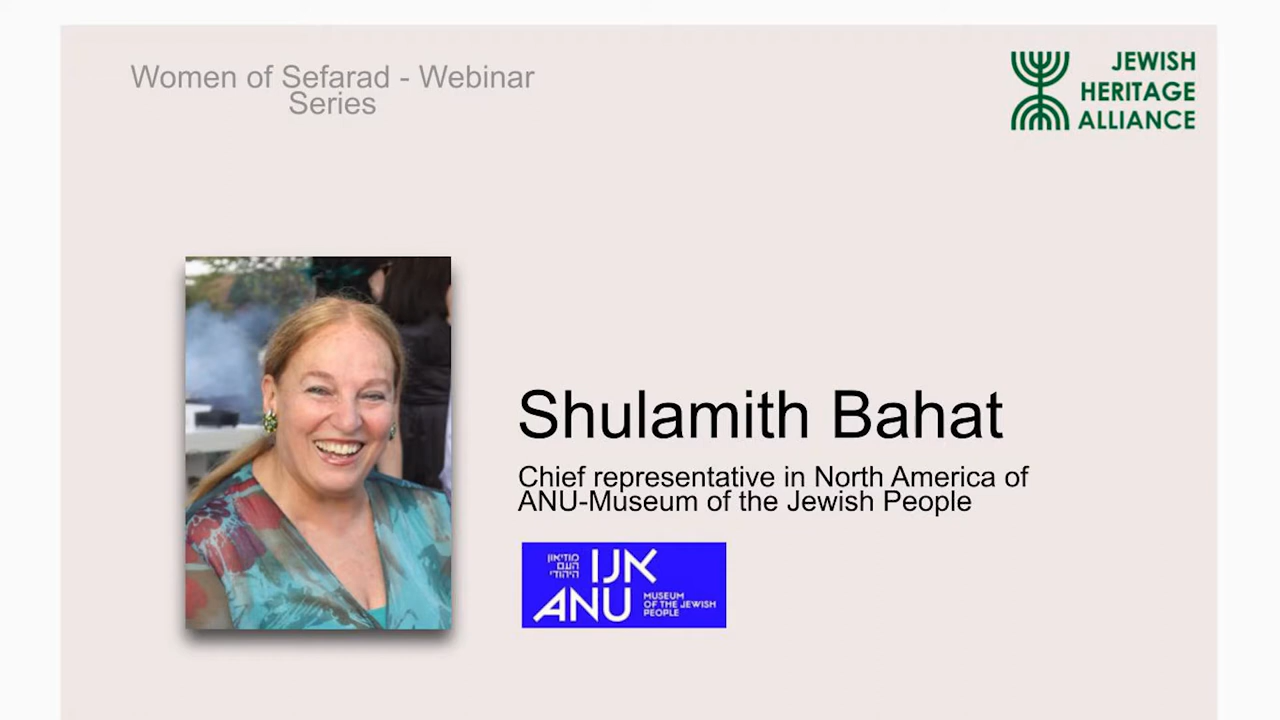 Women of Sefarad - Webinar
Series
JEWISH
HERITAGE
ALLIANCE
Shulamith Bahat
Chief representative in North America of
ANU-Museum of the Jewish People
מוזיאון
העם
היהודי
אנו
ANU
MUSEUM
OF THE JEWISH
PEOPLE